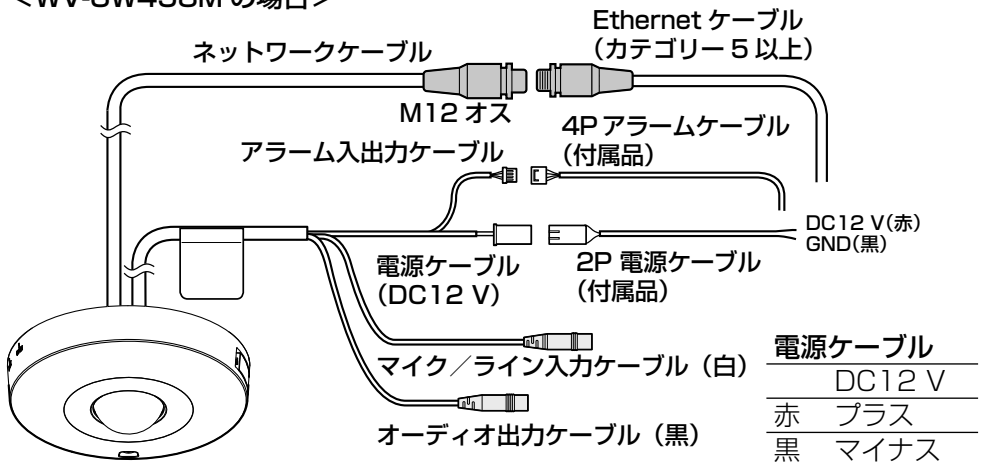 ネットワークケーブル
Ethernet ケーブル
（カテゴリー 5 以上）
M12 オス
アラーム入出力ケーブル
4P アラームケーブル
（付属品）
DC12 V(赤)
GND(黒)
電源ケーブル
（DC12 V）
2P 電源ケーブル
（付属品）
マイク／ライン入力ケーブル（白）
オーディオ出力ケーブル（黒）
電源ケーブル
DC12 V
赤 プラス
黒 マイナス